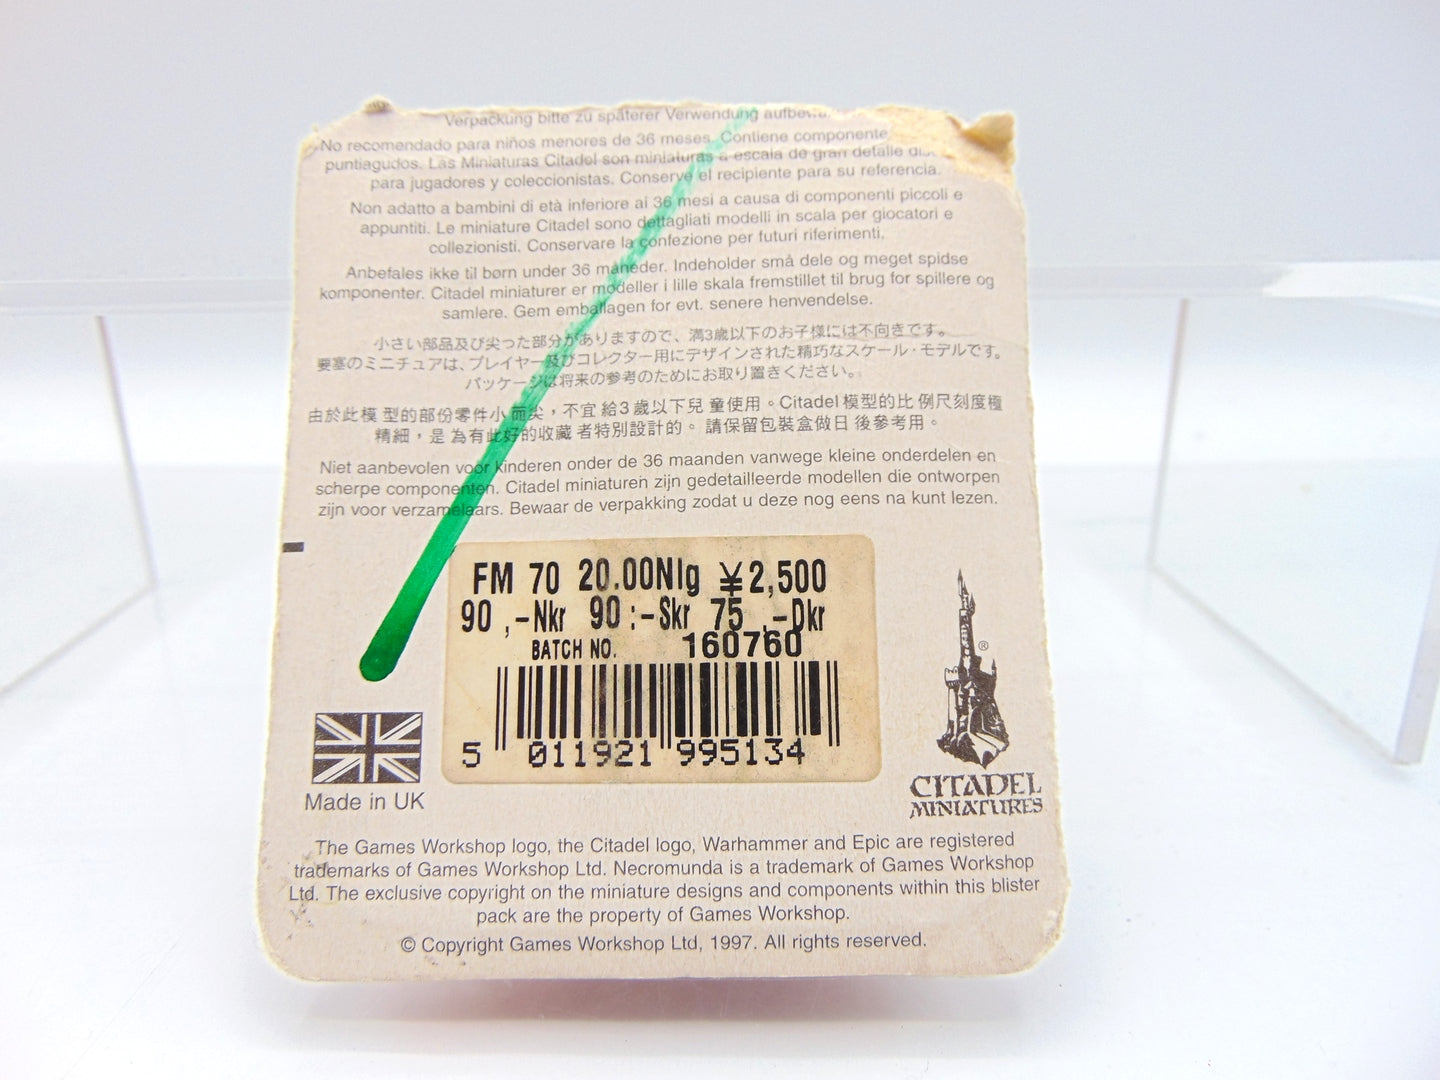 Verpackung bitte zu späterer Verwendung
No recomendado para niños menores de 36 meses. Contiene componente
puntiagudos. Las Miniaturas Citadel son miniaturas a escala de gran detalle
para jugadores y coleccionistas. Conserve el recipiente para su referencia.
Non adatto a bambini di età inferiore ai 36 mesi a causa di componenti piccoli e
appuntiti. Le miniature Citadel sono dettagliati modelli in scala per giocatori e
collezionisti. Conservare la confezione per futuri riferimenti.
Anbefales ikke til børn under 36 måneder. Indeholder små dele og meget spidse
komponenter. Citadel miniaturer er modeller i lille skala fremstillet til brug for spillere og
samlere. Gem emballagen for evt. senere henvendelse.
小さい部品及び尖った部分がありますので、満3歳以下のお子様には不向きです。
要塞のミニチュアは、プレイヤー及びコレクター用にデザインされた精巧なスケール・モデルです。
パッケージは将来の参考のためにお取り置きください。
由於此模型的部份零件小而尖，不宜給3歲以下兒童使用。Citadel模型的比例尺刻度極
精細，是為有此好的收藏者特別設計的。請保留包裝盒做日後參考用。
Niet aanbevolen voor kinderen onder de 36 maanden vanwege kleine onderdelen en
scherpe componenten. Citadel miniaturen zijn gedetailleerde modellen die ontworpen
zijn voor verzamelaars. Bewaar de verpakking zodat u deze nog eens na kunt lezen.
FM 70 20.00Nlg ¥2,500
90 ,-Nkr 90 :-Skr 75 ,-Dkr
BATCH NO. 160760
5 011921 995134
Made in UK
®
CITADEL
MINIATURES
The Games Workshop logo, the Citadel logo, Warhammer and Epic are registered
trademarks of Games Workshop Ltd. Necromunda is a trademark of Games Workshop
Ltd. The exclusive copyright on the miniature designs and components within this blister
pack are the property of Games Workshop.
© Copyright Games Workshop Ltd, 1997. All rights reserved.